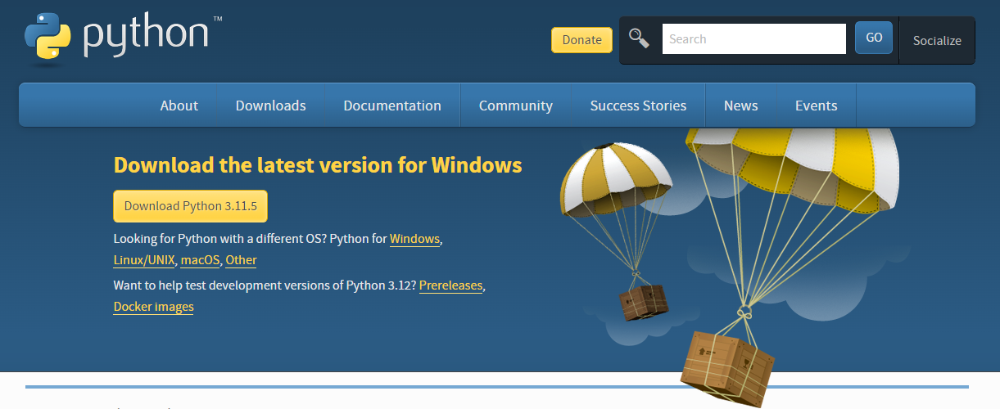 python™
Donate
Search
GO
Socialize
About Downloads Documentation Community Success Stories News Events
Download the latest version for Windows
Download Python 3.11.5
Looking for Python with a different OS? Python for Windows,
Linux/UNIX, macOS, Other
Want to help test development versions of Python 3.12? Prereleases,
Docker images